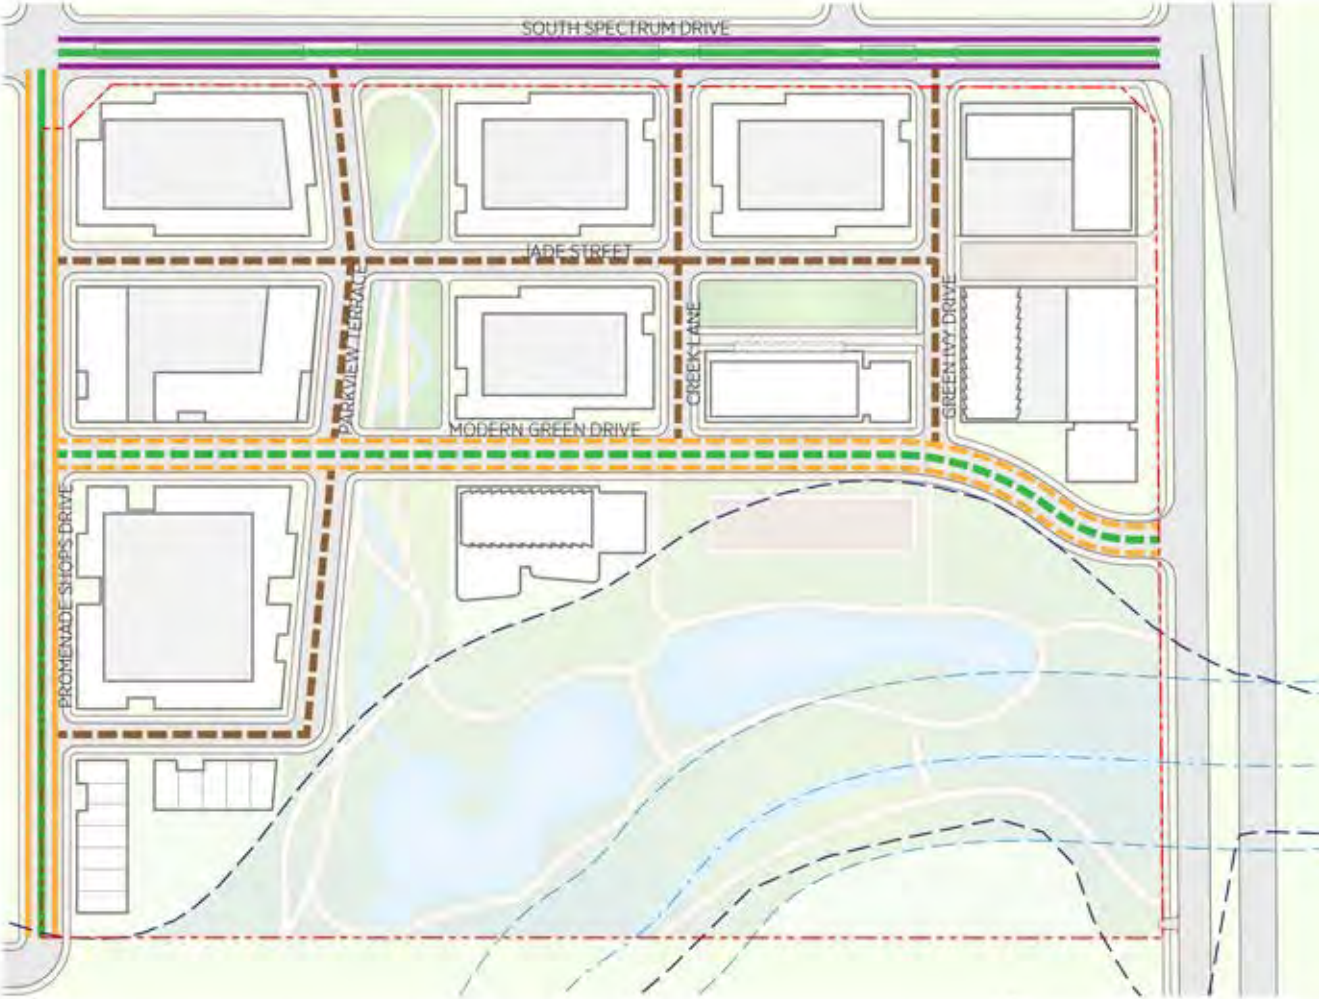 SOUTH SPECTRUM DRIVE
JADE STREET
PARKVIEW TERRACE
CREEK LANE
GREEN IVY DRIVE
MODERN GREEN DRIVE
PROMENADE SHOPS DRIVE